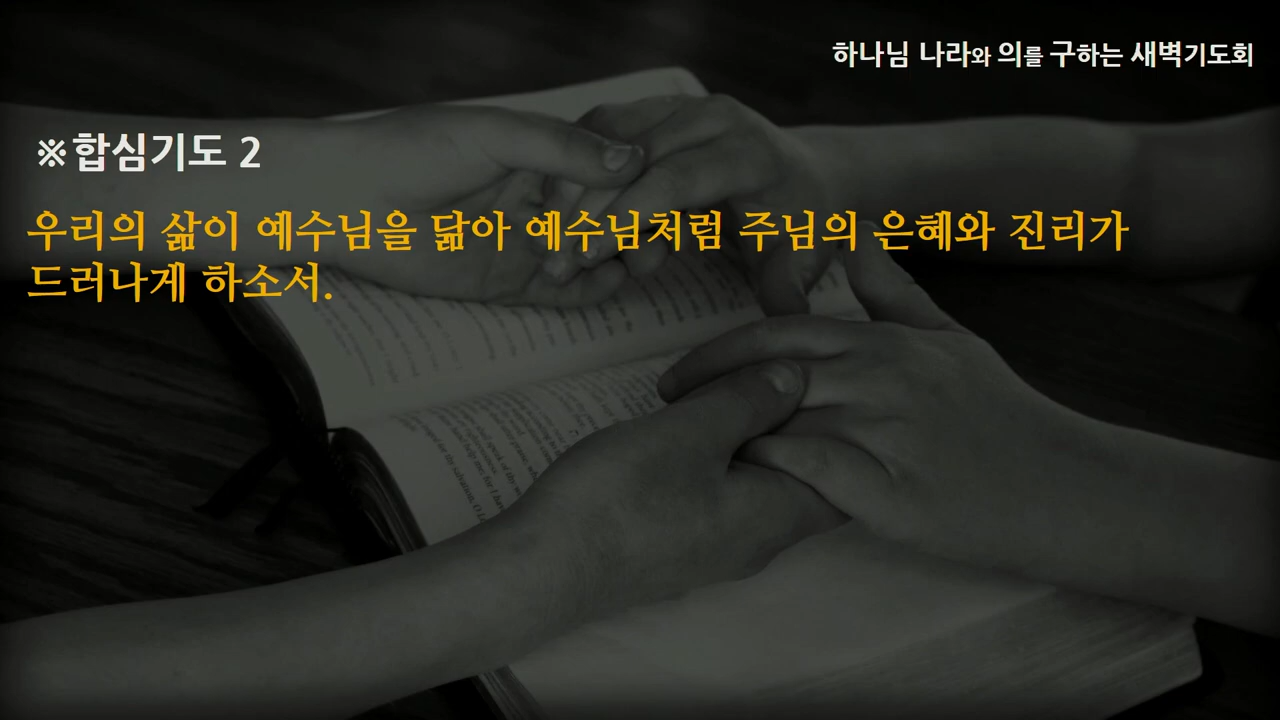 하나님 나라와 의를 구하는 새벽기도회
※합심기도 2
우리의 삶이 예수님을 닮아 예수님처럼 주님의 은혜와 진리가
드러나게 하소서.